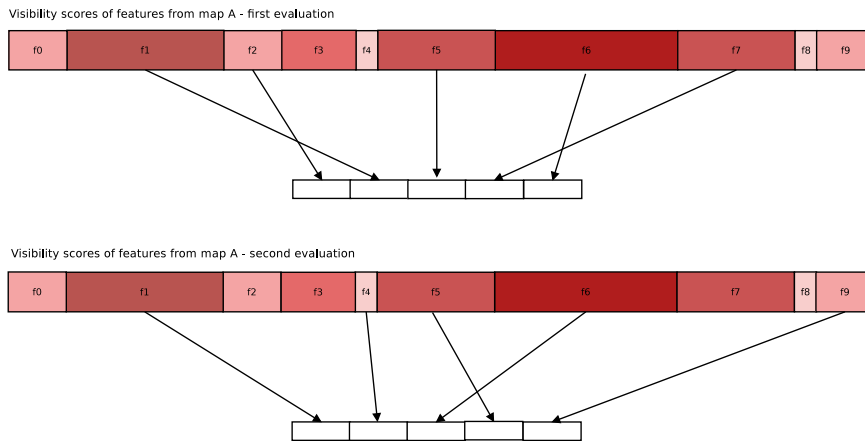 Visibility scores of features from map A - first evaluation
f0 f1 f2 f3 f4 f5 f6 f7 f8 f9
Visibility scores of features from map A - second evaluation
f0 f1 f2 f3 f4 f5 f6 f7 f8 f9